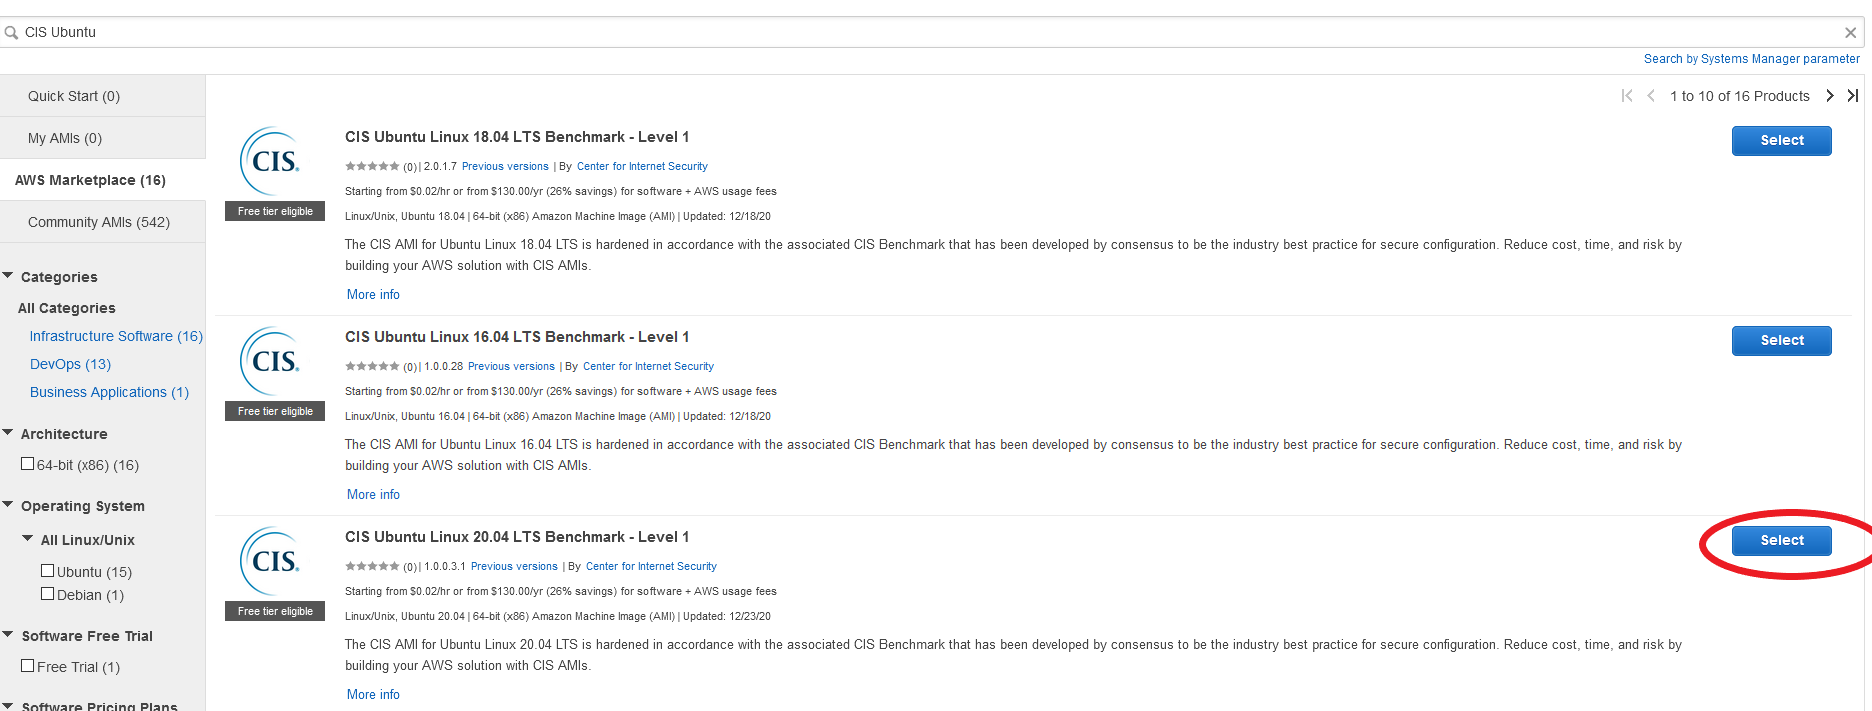 CIS Ubuntu
Search by Systems Manager parameter
Quick Start (0)
My AMIs (0)
AWS Marketplace (16)
Community AMIs (542)
Categories
All Categories
Infrastructure Software (16)
DevOps (13)
Business Applications (1)
Architecture
64-bit (x86) (16)
Operating System
All Linux/Unix
Ubuntu (15)
Debian (1)
Software Free Trial
Free Trial (1)
Software Pricing Plans
1 to 10 of 16 Products
CIS.
Free tier eligible
CIS Ubuntu Linux 18.04 LTS Benchmark - Level 1
(0) | 2.0.1.7 Previous versions | By Center for Internet Security
Starting from $0.02/hr or from $130.00/yr (26% savings) for software + AWS usage fees
Linux/Unix, Ubuntu 18.04 | 64-bit (x86) Amazon Machine Image (AMI) | Updated: 12/18/20
The CIS AMI for Ubuntu Linux 18.04 LTS is hardened in accordance with the associated CIS Benchmark that has been developed by consensus to be the industry best practice for secure configuration. Reduce cost, time, and risk by
building your AWS solution with CIS AMIs.
More info
Select
CIS.
Free tier eligible
CIS Ubuntu Linux 16.04 LTS Benchmark - Level 1
(0) | 1.0.0.28 Previous versions | By Center for Internet Security
Starting from $0.02/hr or from $130.00/yr (26% savings) for software + AWS usage fees
Linux/Unix, Ubuntu 16.04 | 64-bit (x86) Amazon Machine Image (AMI) | Updated: 12/18/20
The CIS AMI for Ubuntu Linux 16.04 LTS is hardened in accordance with the associated CIS Benchmark that has been developed by consensus to be the industry best practice for secure configuration. Reduce cost, time, and risk by
building your AWS solution with CIS AMIs.
More info
Select
CIS.
Free tier eligible
CIS Ubuntu Linux 20.04 LTS Benchmark - Level 1
(0) | 1.0.0.3.1 Previous versions | By Center for Internet Security
Starting from $0.02/hr or from $130.00/yr (26% savings) for software + AWS usage fees
Linux/Unix, Ubuntu 20.04 | 64-bit (x86) Amazon Machine Image (AMI) | Updated: 12/23/20
The CIS AMI for Ubuntu Linux 20.04 LTS is hardened in accordance with the associated CIS Benchmark that has been developed by consensus to be the industry best practice for secure configuration. Reduce cost, time, and risk by
building your AWS solution with CIS AMIs.
More info
Select